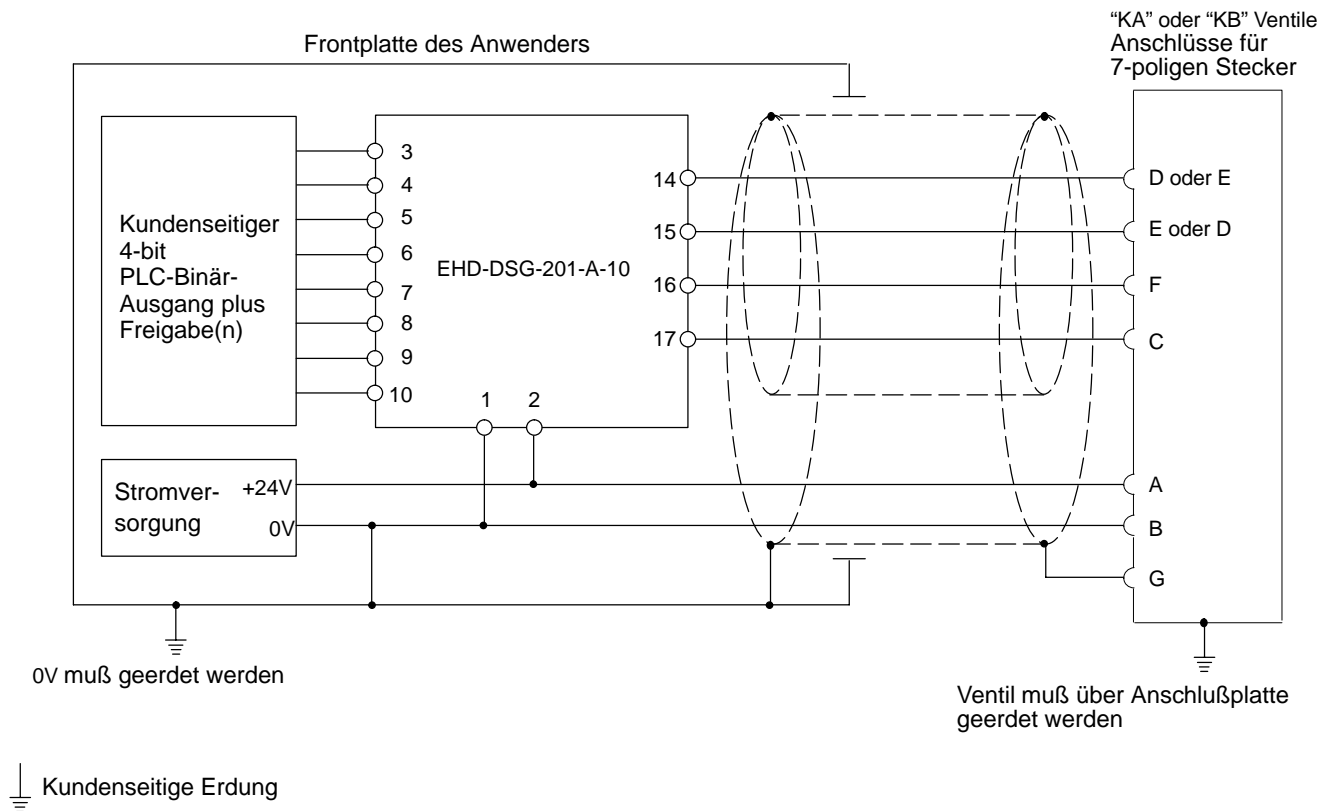 “KA” oder “KB” Ventile
Anschlüsse für
7-poligen Stecker
Frontplatte des Anwenders
Kundenseitiger
4-bit
PLC-Binär-
Ausgang plus
Freigabe(n)
3
4
5
6
7
8
9
10
EHD-DSG-201-A-10
1 2
14
15
16
17
D oder E
E oder D
F
C
A
B
G
Stromver-
sorgung
+24V
0V
0V muß geerdet werden
Ventil muß über Anschlußplatte
geerdet werden
Kundenseitige Erdung